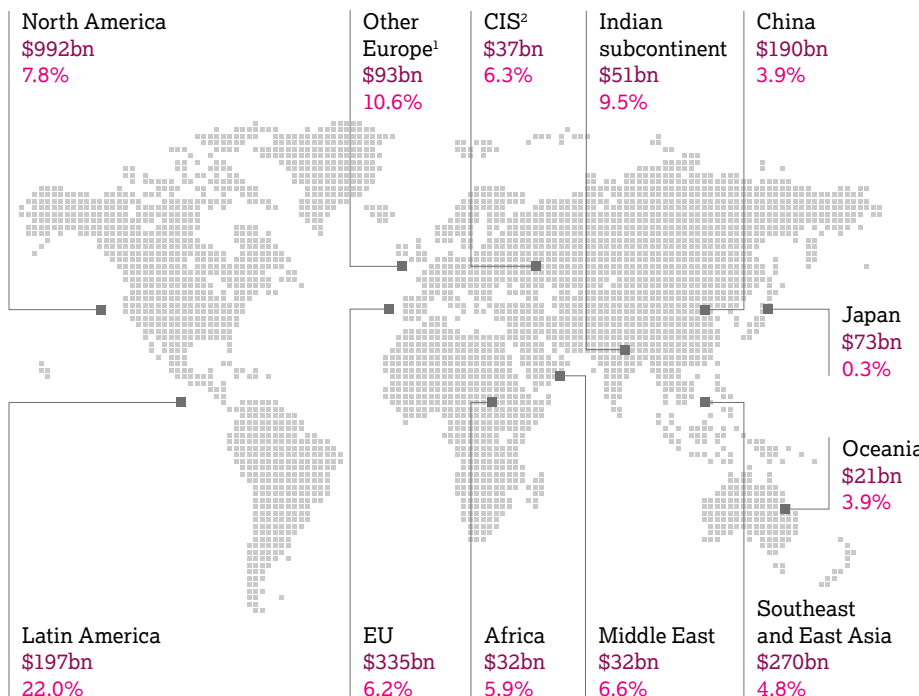 North America
$992bn
7.8%
Other
Europe¹
$93bn
10.6%
CIS²
$37bn
6.3%
Indian
subcontinent
$51bn
9.5%
China
$190bn
3.9%
Japan
$73bn
0.3%
Oceania
$21bn
3.9%
Latin America
$197bn
22.0%
EU
$335bn
6.2%
Africa
$32bn
5.9%
Middle East
$32bn
6.6%
Southeast
and East Asia
$270bn
4.8%